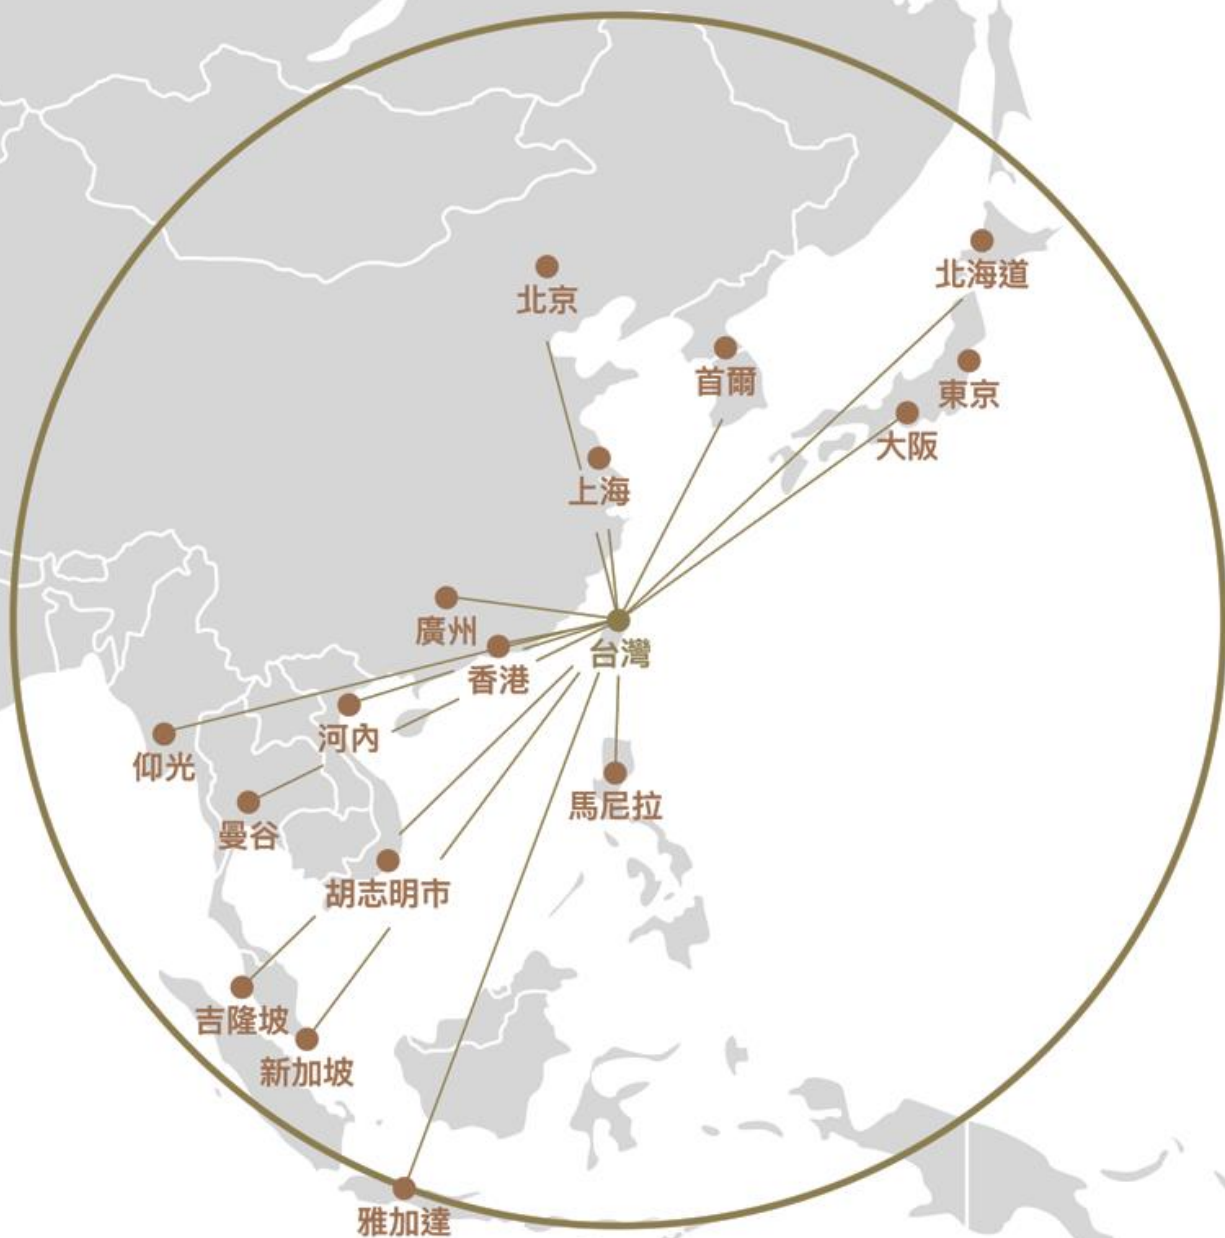 北海道
北京
首爾
東京
大阪
上海
廣州
台灣
香港
河內
仰光
馬尼拉
曼谷
胡志明市
吉隆坡
新加坡
雅加達